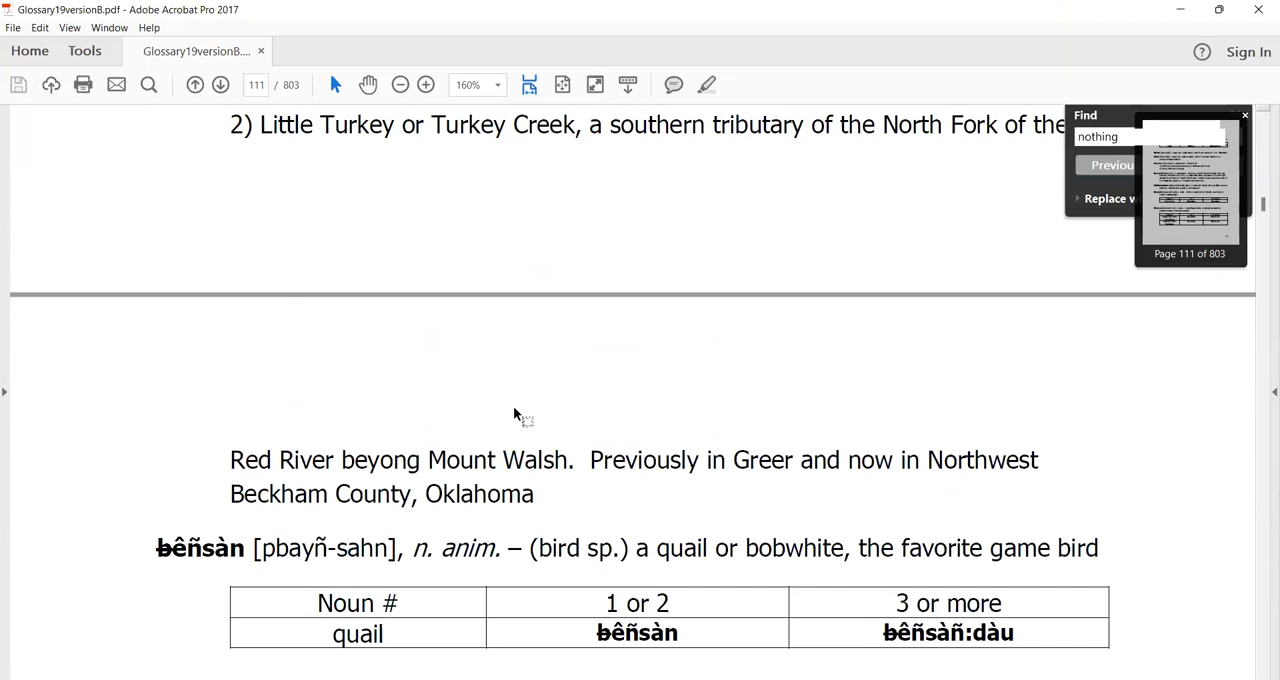 Glossary19versionB.pdf - Adobe Acrobat Pro 2017
File Edit View Window Help
Home Tools Glossary19versionB.... × Sign In
111 / 803 160%
2) Little Turkey or Turkey Creek, a southern tributary of the North Fork of the
Find
nothing
Previou
Replace w
Page 111 of 803
Red River beyong Mount Walsh. Previously in Greer and now in Northwest
Beckham County, Oklahoma
ɓêñsàn [pbayñ-sahn], n. anim. – (bird sp.) a quail or bobwhite, the favorite game bird
Noun # 1 or 2 3 or more
quail ƀêñsàn ƀêñsàñ:dàu